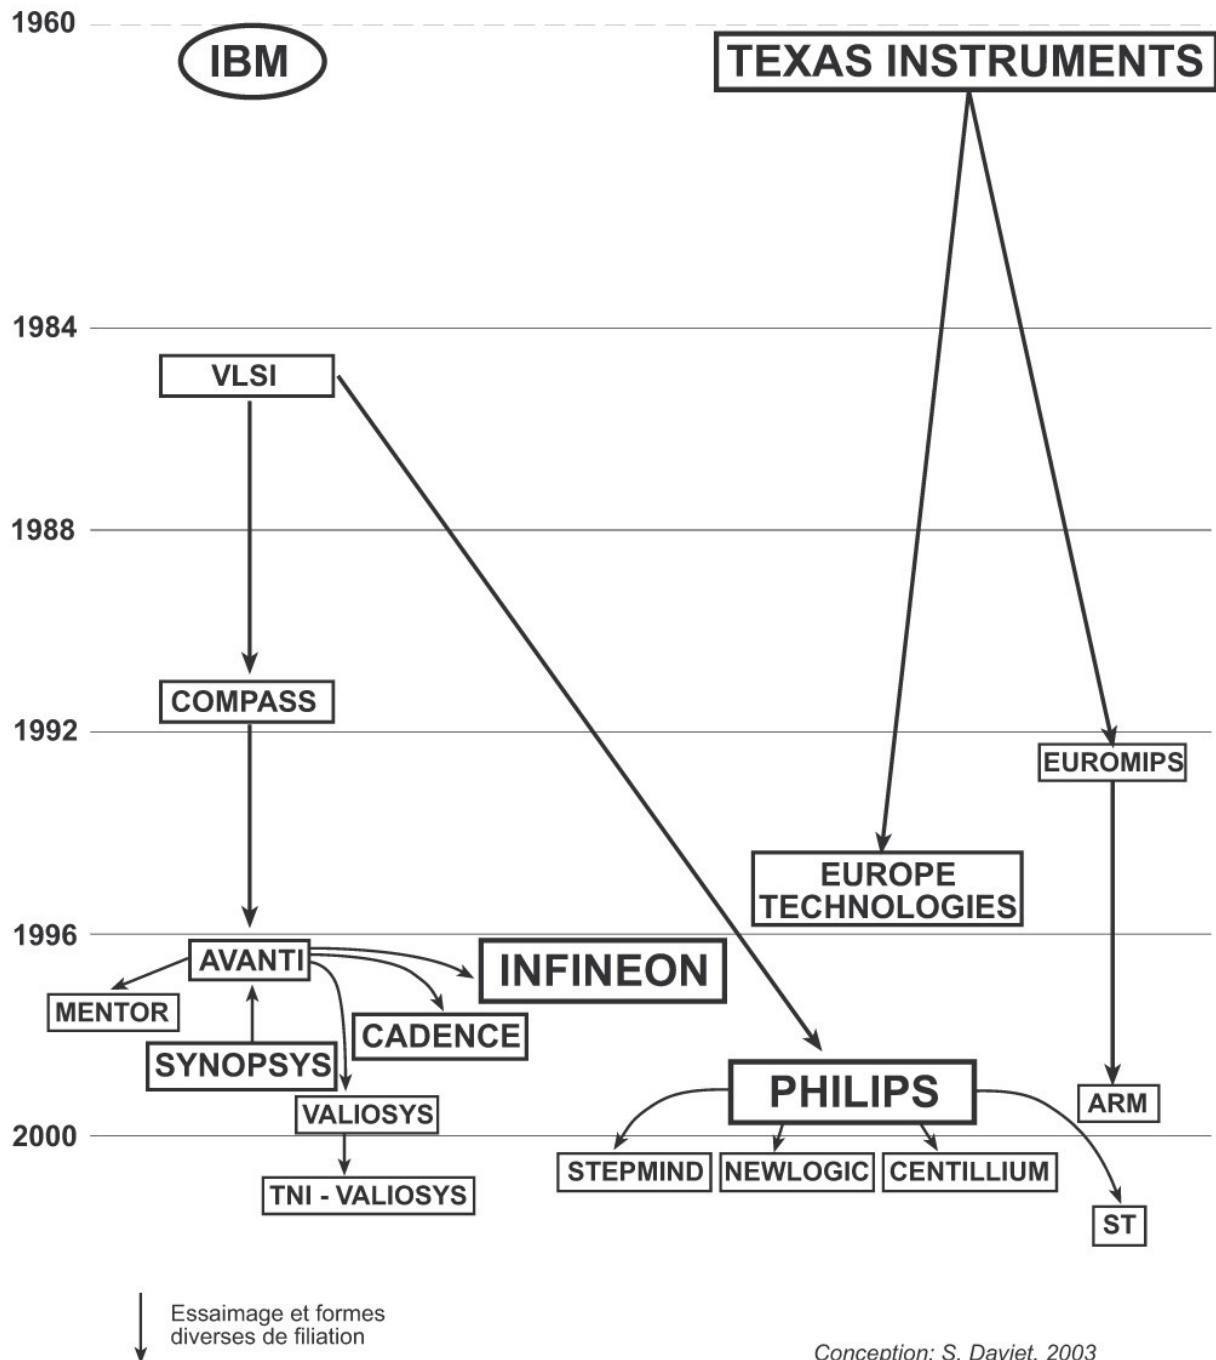 1960
IBM
TEXAS INSTRUMENTS
1984
VLSI
1988
COMPASS
1992
EUROMIPS
EUROPE
TECHNOLOGIES
1996
AVANTI
INFINEON
MENTOR
CADENCE
SYNOPSYS
PHILIPS
VALIOSYS
ARM
2000
STEPMIND
NEWLOGIC
CENTILLIUM
TNI - VALIOSYS
ST
Essaimage et formes
diverses de filiation
Conception: S. Daviet, 2003